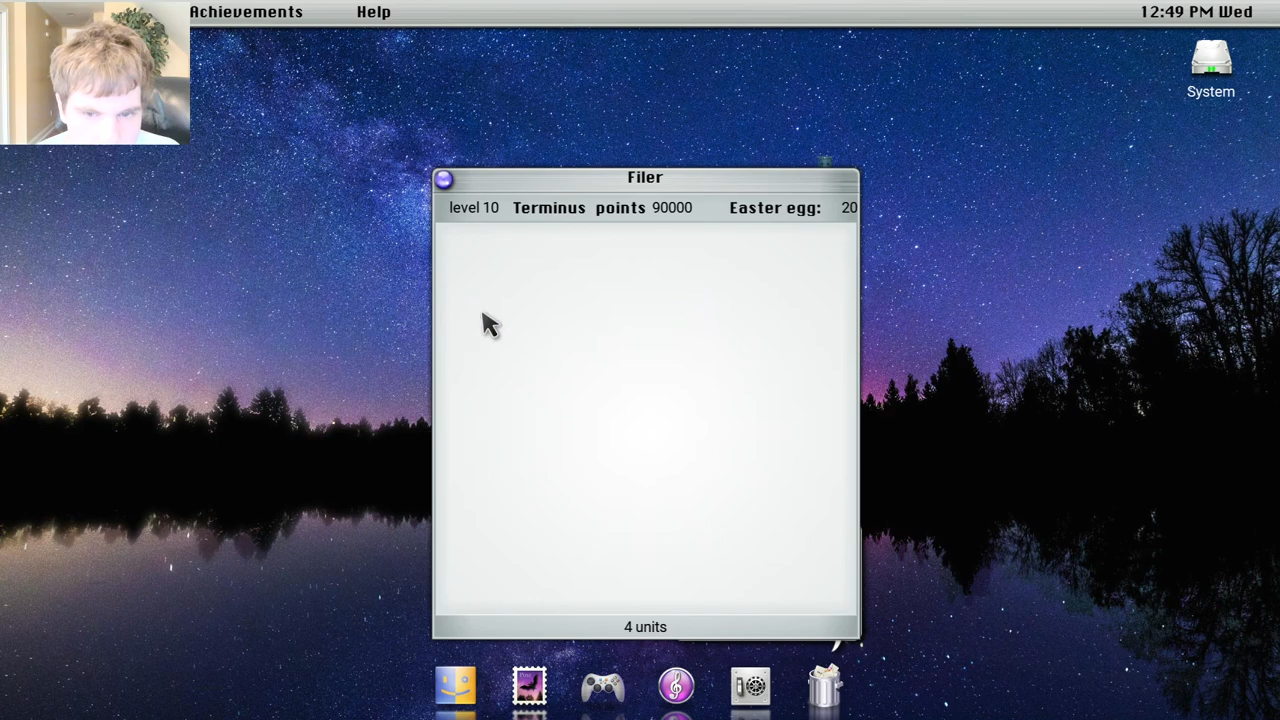 Achievements Help 12:49 PM Wed
System
Filer
level 10 Terminus points 90000 Easter egg: 20
4 units